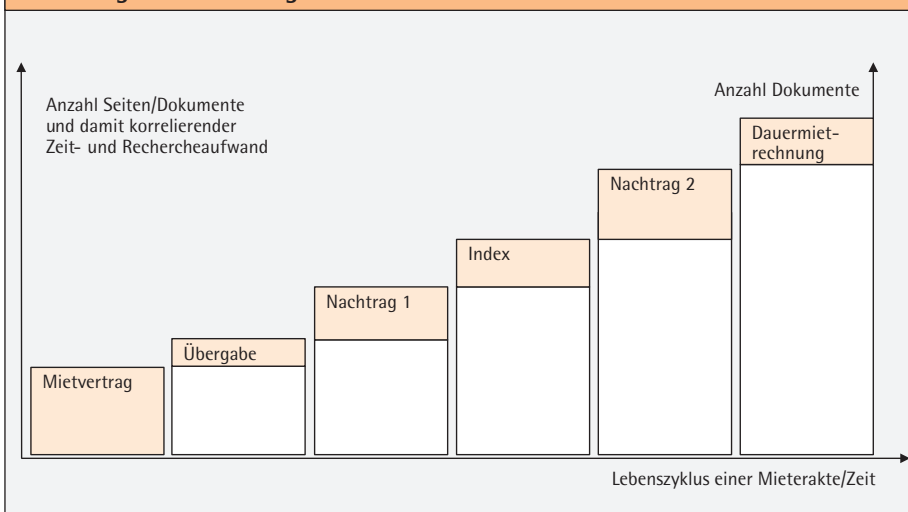 Anzahl Seiten/Dokumente
und damit korrelierender
Zeit- und Rechercheaufwand
Anzahl Dokumente
Dauermiet-
rechnung
Nachtrag 2
Index
Nachtrag 1
Übergabe
Mietvertrag
Lebenszyklus einer Mieterakte/Zeit